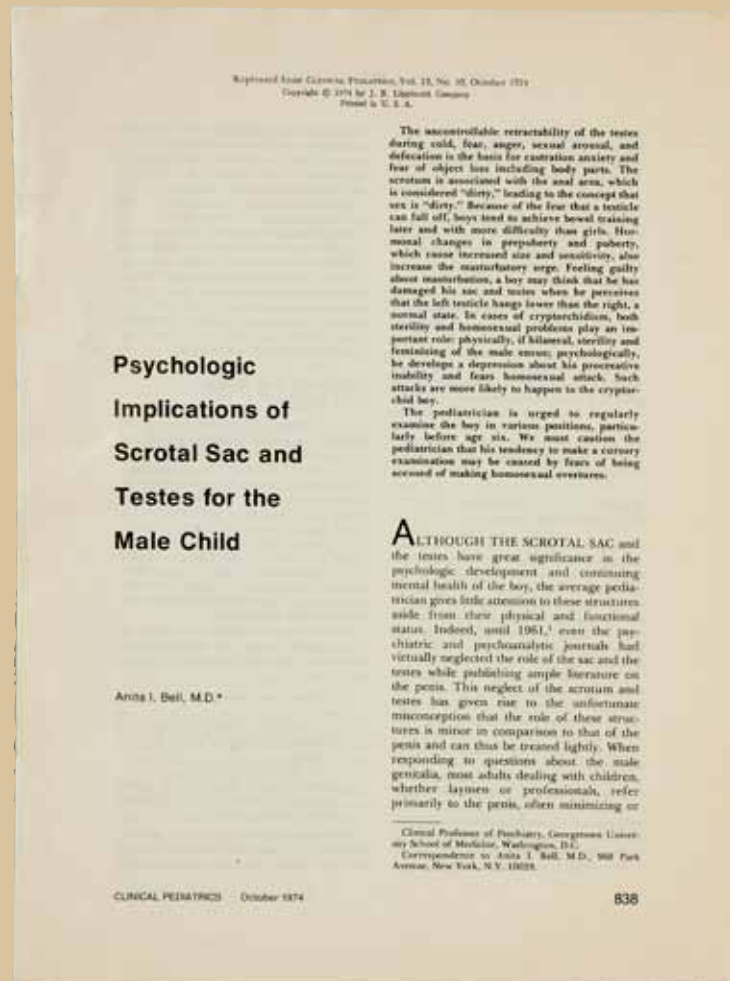 Reprinted from CLINICAL PEDIATRICS, Vol. 13, No. 10, October 1974
Copyright © 1974 by J. B. Lippincott Company
Printed in U. S. A.
Psychologic
Implications of
Scrotal Sac and
Testes for the
Male Child
Anita I. Bell, M.D.*
The uncontrollable retractability of the testes
during cold, fear, anger, sexual arousal, and
defecation is the basis for castration anxiety and
fear of object loss including body parts. The
scrotum is associated with the anal area, which
is considered "dirty," leading to the concept that
sex is "dirty." Because of the fear that a testicle
can fall off, boys tend to achieve bowel training
later and with more difficulty than girls. Hor-
monal changes in prepuberty and puberty,
which cause increased size and sensitivity, also
increase the masturbatory urge. Feeling guilty
about masturbation, a boy may think that he has
damaged his sac and testes when he perceives
that the left testicle hangs lower than the right, a
normal state. In cases of cryptorchidism, both
sterility and homosexual problems play an im-
portant role: physically, if bilateral, sterility and
feminizing of the male ensue; psychologically,
he develops a depression about his procreative
inability and fears homosexual attack. Such
attacks are more likely to happen to the cryptor-
chid boy.
The pediatrician is urged to regularly
examine the boy in various positions, particu-
larly before age six. We must caution the
pediatrician that his tendency to make a cursory
examination may be caused by fears of being
accused of making homosexual overtures.
ALTHOUGH THE SCROTAL SAC and
the testes have great significance in the
psychologic development and continuing
mental health of the boy, the average pedia-
trician gives little attention to these structures
aside from their physical and functional
status. Indeed, until 1961,¹ even the psy-
chiatric and psychoanalytic journals had
virtually neglected the role of the sac and the
testes while publishing ample literature on
the penis. This neglect of the scrotum and
testes has given rise to the unfortunate
misconception that the role of these struc-
tures is minor in comparison to that of the
penis and can thus be treated lightly. When
responding to questions about the male
genitalia, most adults dealing with children,
whether laymen or professionals, refer
primarily to the penis, often minimizing or
Clinical Professor of Psychiatry, Georgetown Univer-
sity School of Medicine, Washington, D.C.
Correspondence to Anita I. Bell, M.D., Park
Avenue, New York, N.Y.
CLINICAL PEDIATRICS October 1974
838